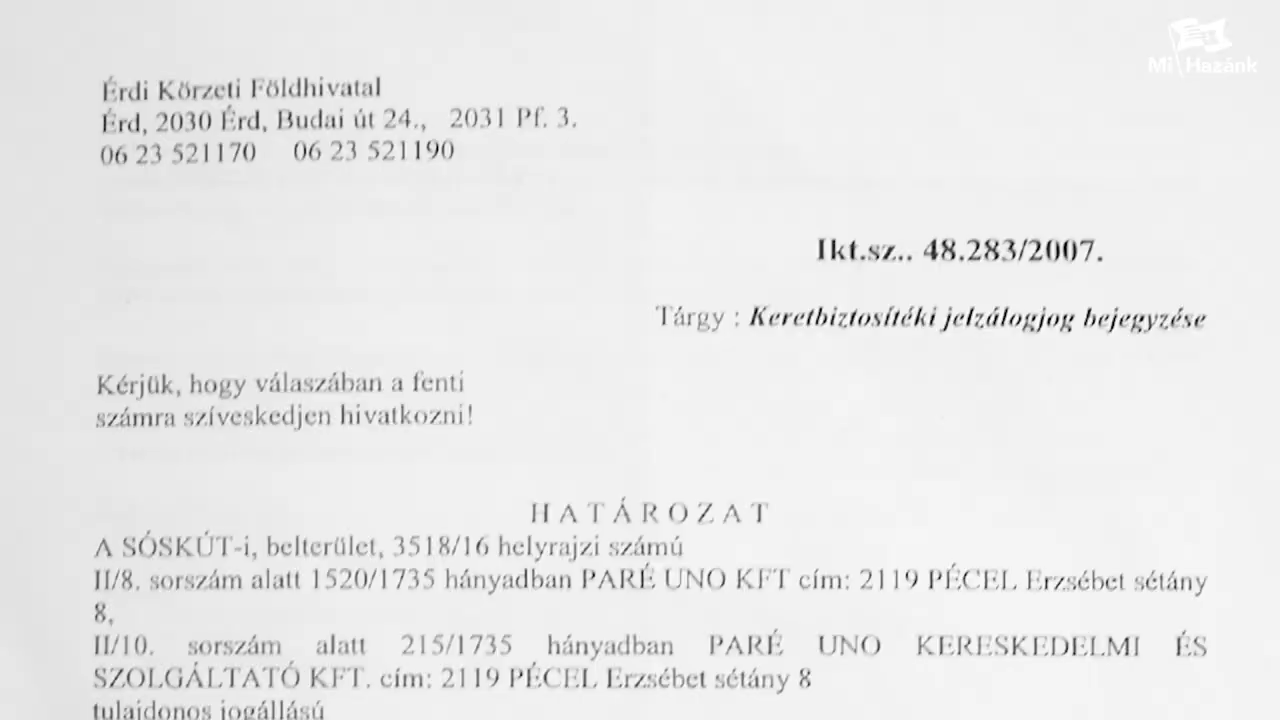 Mi Hazánk
Érdi Körzeti Földhivatal
Érd, 2030 Érd, Budai út 24., 2031 Pf. 3.
06 23 521170 06 23 521190
Ikt.sz.. 48.283/2007.
Tárgy : Keretbiztosítéki jelzálogjog bejegyzése
Kérjük, hogy válaszában a fenti
számra szíveskedjen hivatkozni!
H A T Á R O Z A T
A SÓSKÚT-i, belterület, 3518/16 helyrajzi számú
II/8. sorszám alatt 1520/1735 hányadban PARÉ UNO KFT cím: 2119 PÉCEL Erzsébet sétány
8,
II/10. sorszám alatt 215/1735 hányadban PARÉ UNO KERESKEDELMI ÉS
SZOLGÁLTATÓ KFT. cím: 2119 PÉCEL Erzsébet sétány 8
tulajdonos jogállású